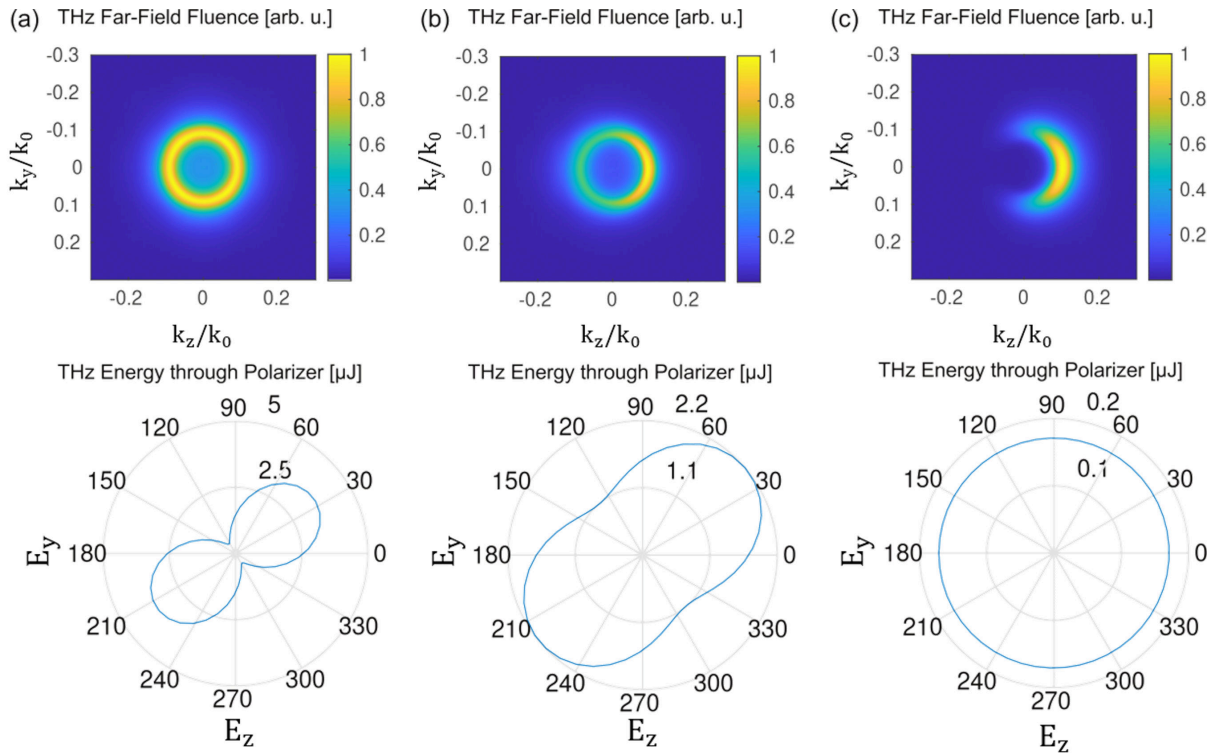 (a) THz Far-Field Fluence [arb. u.]
-0.3
-0.2
-0.1
0
0.1
0.2
k_y/k_0
-0.2 0 0.2
k_z/k_0
1
0.8
0.6
0.4
0.2
(b) THz Far-Field Fluence [arb. u.]
-0.3
-0.2
-0.1
0
0.1
0.2
k_y/k_0
-0.2 0 0.2
k_z/k_0
1
0.8
0.6
0.4
0.2
(c) THz Far-Field Fluence [arb. u.]
-0.3
-0.2
-0.1
0
0.1
0.2
k_y/k_0
-0.2 0 0.2
k_z/k_0
1
0.8
0.6
0.4
0.2
THz Energy through Polarizer [µJ]
90 5
120 60
2.5
150 30
E_y
180 0
210 330
240 300
270
E_z
THz Energy through Polarizer [µJ]
90 2.2
120 60
1.1
150 30
E_y
180 0
210 330
240 300
270
E_z
THz Energy through Polarizer [µJ]
90 0.2
120 60
0.1
150 30
E_y
180 0
210 330
240 300
270
E_z